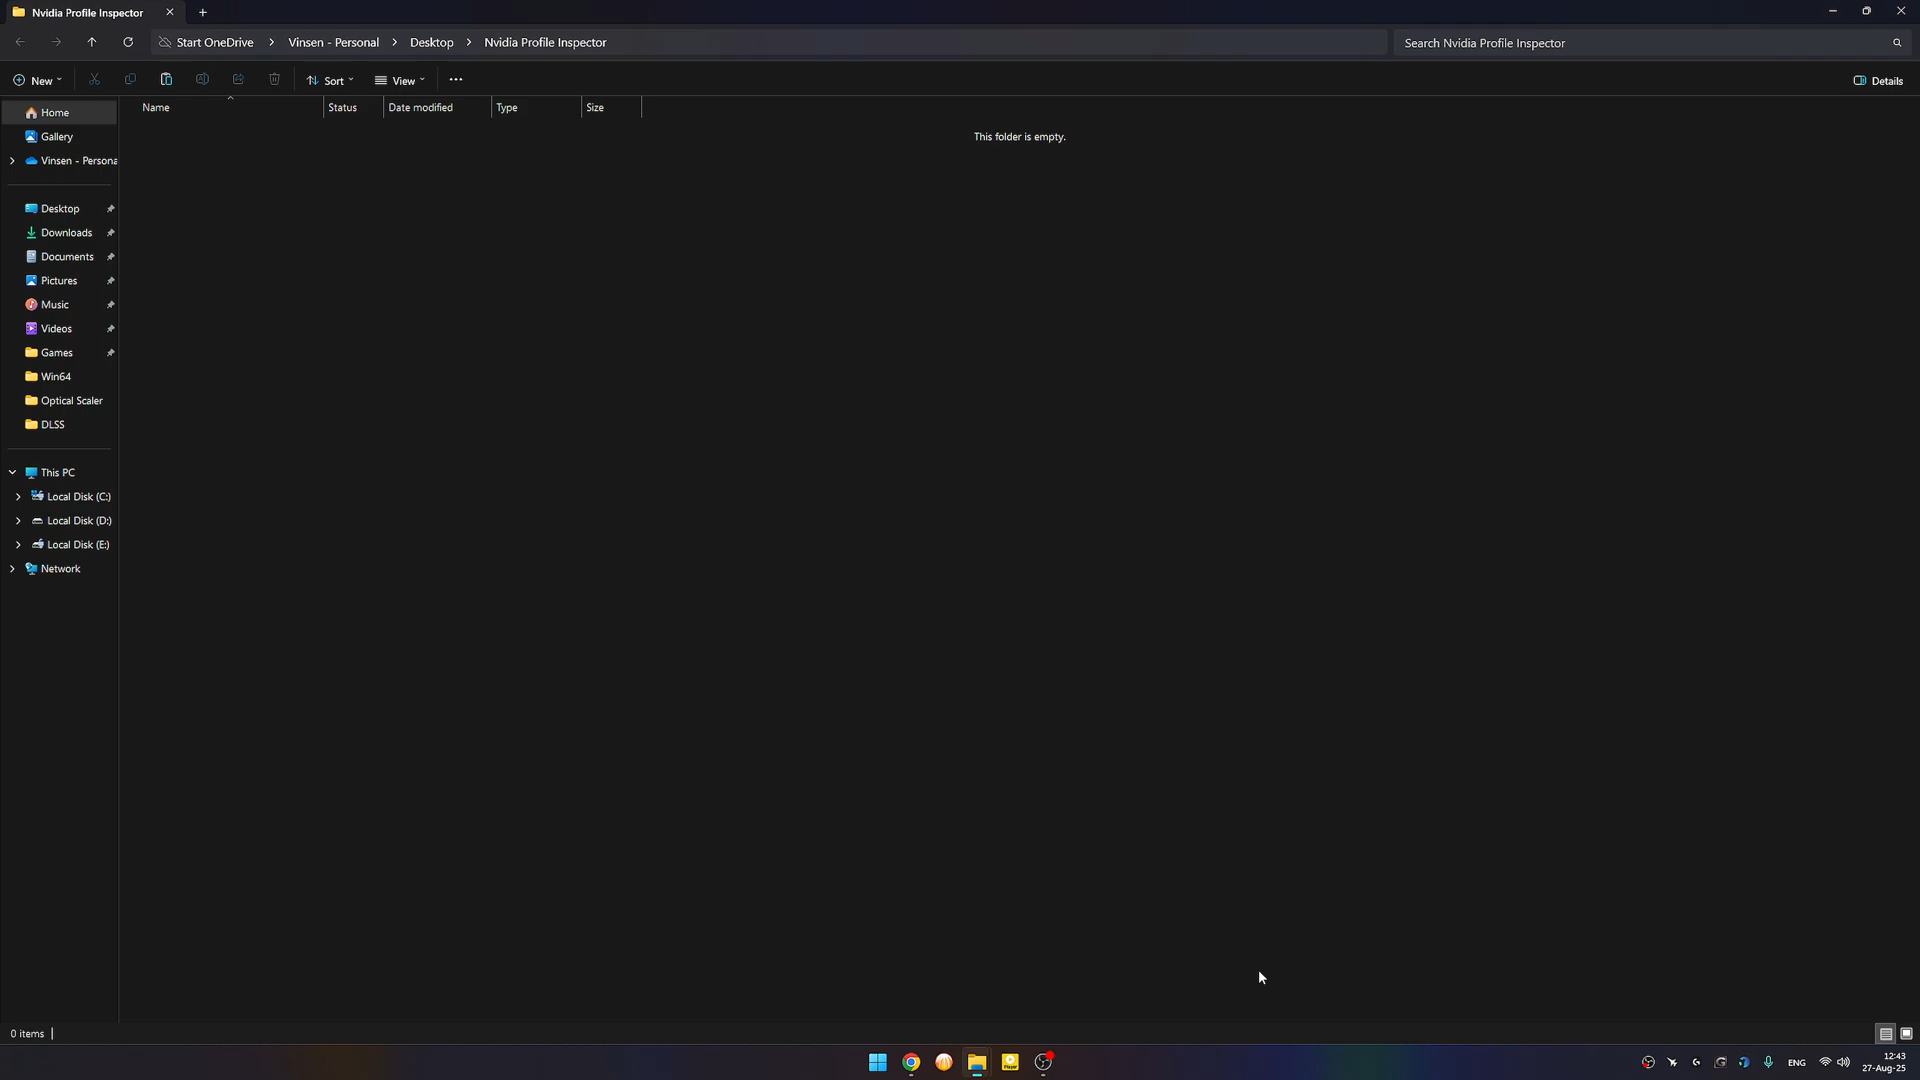 Nvidia Profile Inspector
Start OneDrive > Vinsen - Personal > Desktop > Nvidia Profile Inspector
Search Nvidia Profile Inspector
New
Sort
View
Details
Home
Gallery
Vinsen - Persona
Desktop
Downloads
Documents
Pictures
Music
Videos
Games
Win64
Optical Scaler
DLSS
This PC
Local Disk (C:)
Local Disk (D:)
Local Disk (E:)
Network
Name Status Date modified Type Size
This folder is empty.
0 items
Player
ENG
12:43
27-Aug-25